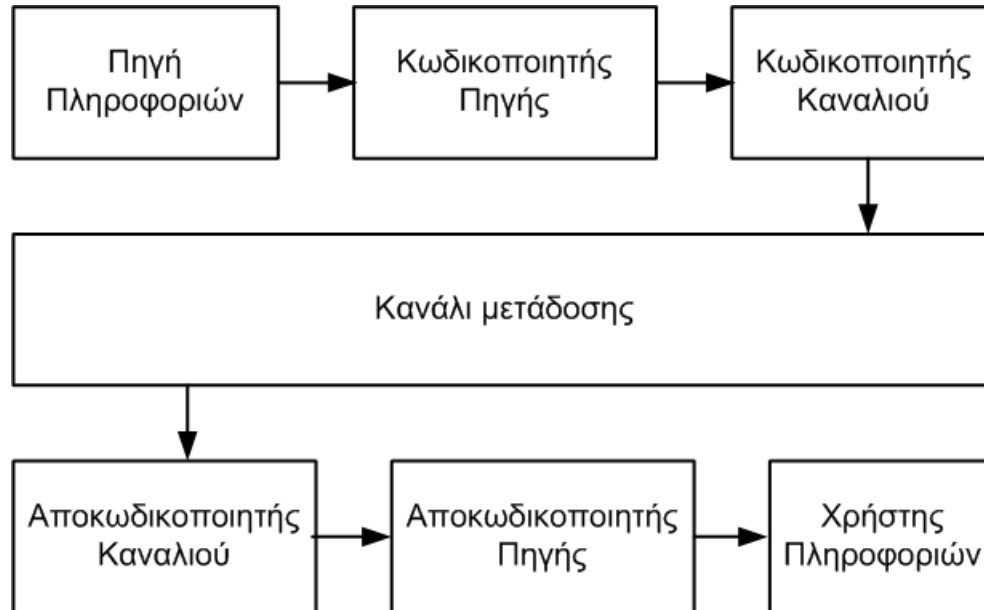 Πηγή
Πληροφοριών
Κωδικοποιητής
Πηγής
Κωδικοποιητής
Καναλιού
Κανάλι μετάδοσης
Αποκωδικοποιητής
Καναλιού
Αποκωδικοποιητής
Πηγής
Χρήστης
Πληροφοριών